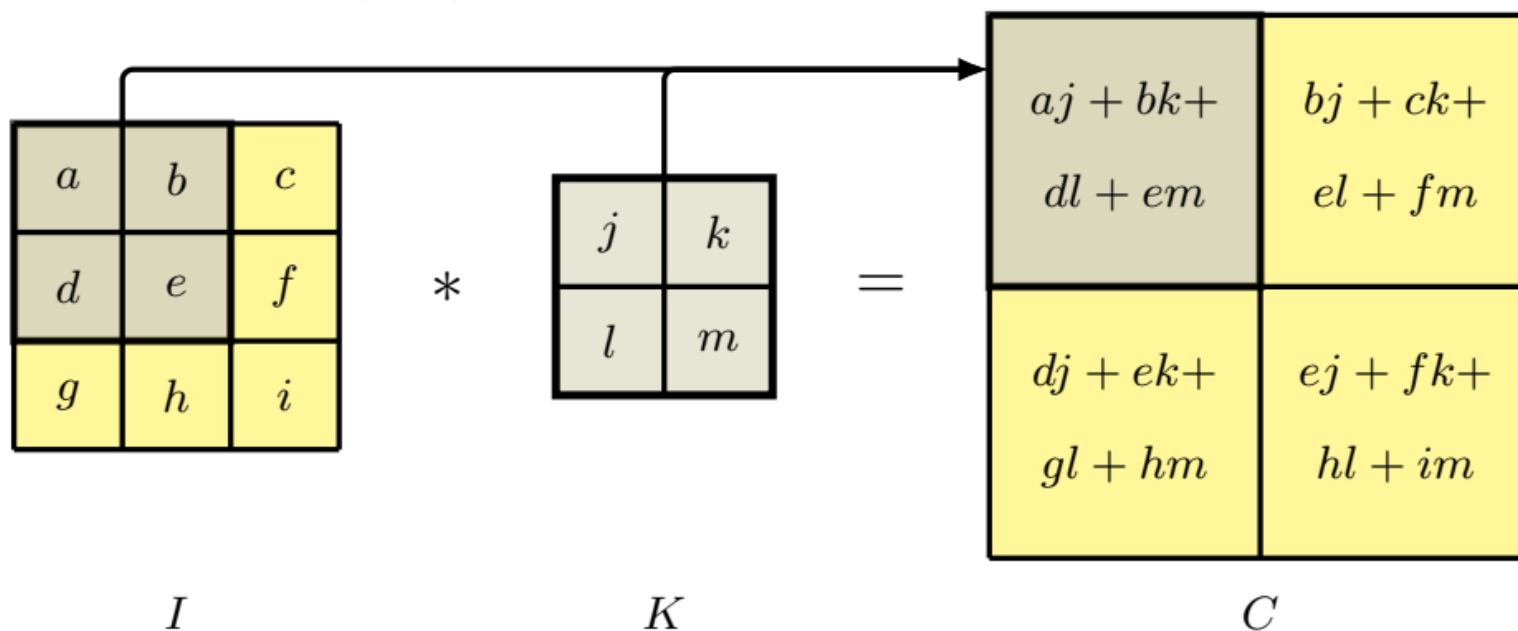 a b c
d e f
g h i
*
j k
l m
=
aj + bk+ bj + ck+
dl + em el + fm
dj + ek+ ej + fk+
gl + hm hl + im
I K C